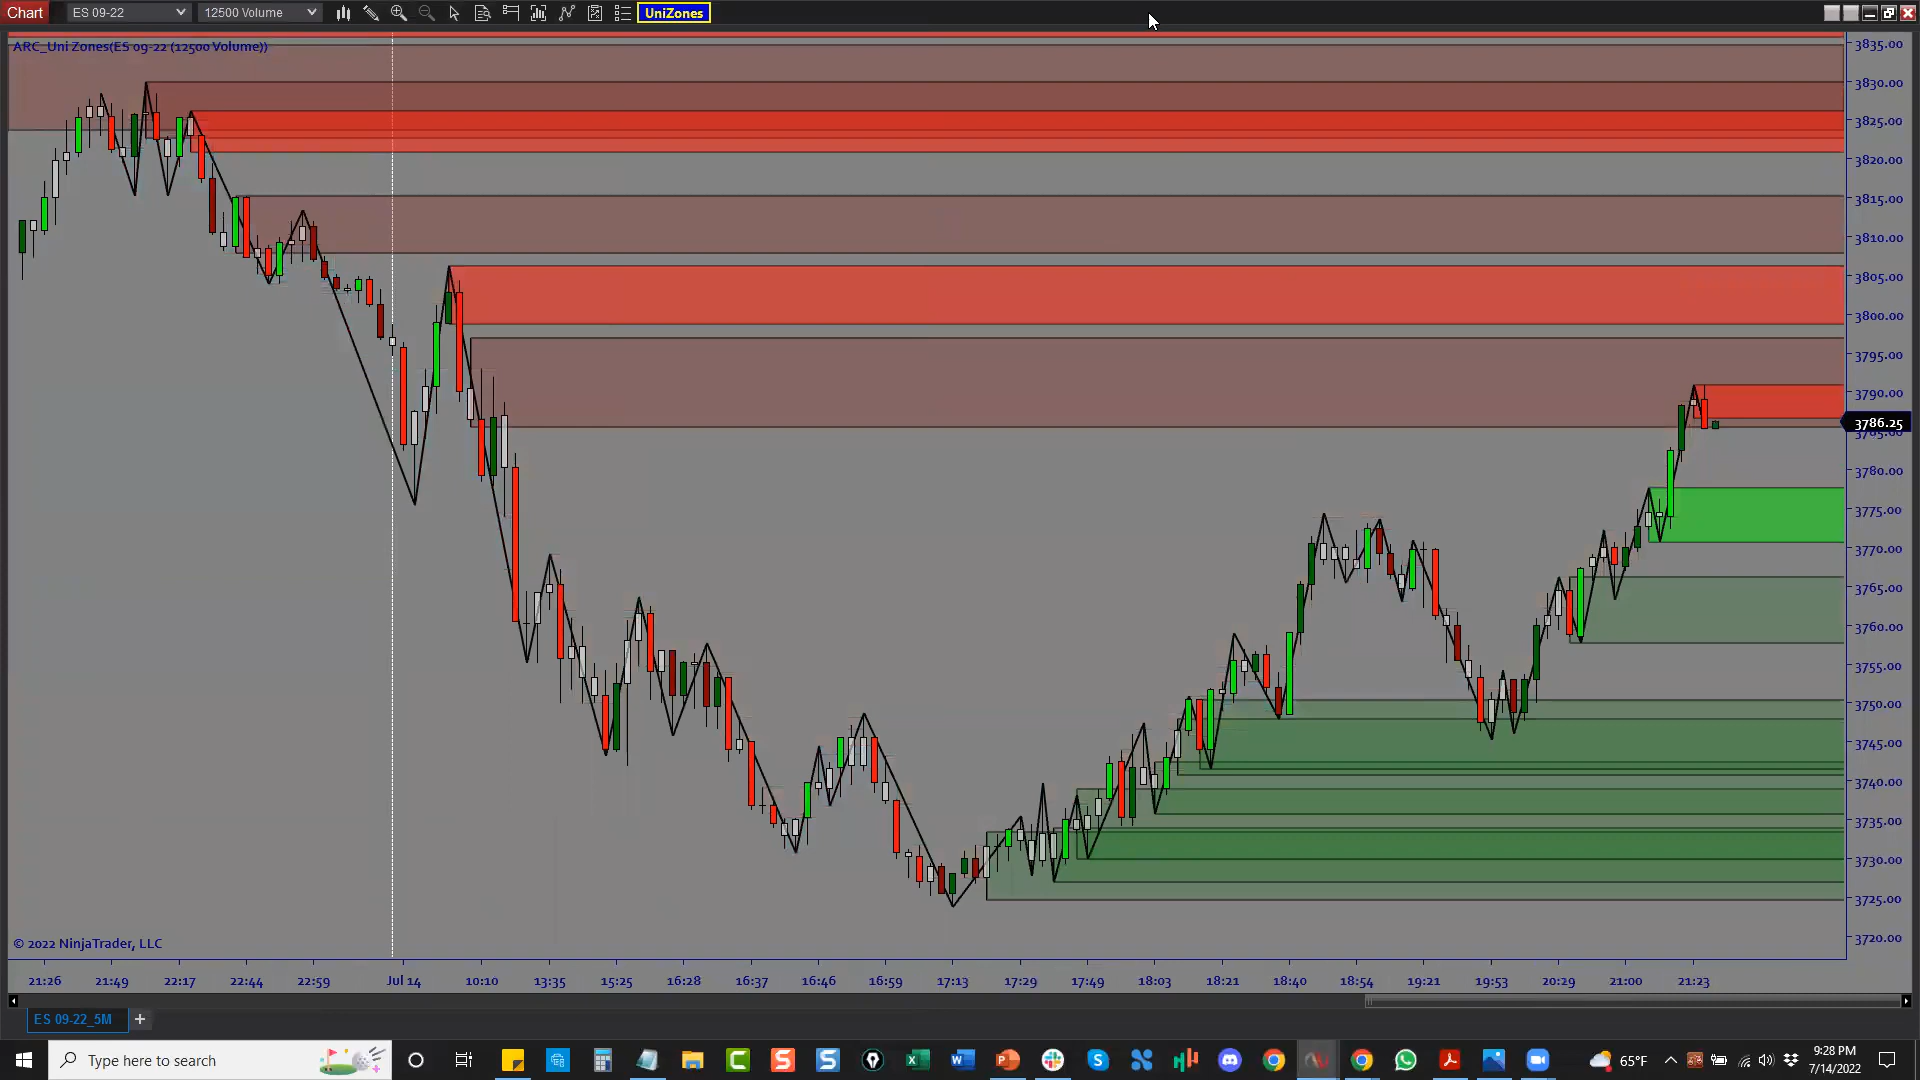 Chart
ES 09-22
12500 Volume
UniZones
ARC_Uni Zones(ES 09-22 (12500 Volume))
3835.00
3830.00
3825.00
3820.00
3815.00
3810.00
3805.00
3800.00
3795.00
3790.00
3786.25
3780.00
3775.00
3770.00
3765.00
3760.00
3755.00
3750.00
3745.00
3740.00
3735.00
3730.00
3725.00
3720.00
© 2022 NinjaTrader, LLC
21:26 21:49 22:17 22:44 22:59 Jul 14 10:10 13:35 15:25 16:28 16:37 16:46 16:59 17:13 17:29 17:49 18:03 18:21 18:40 18:54 19:21 19:53 20:29 21:00 21:23
ES 09-22_5M
Type here to search
65°F
9:28 PM
7/14/2022